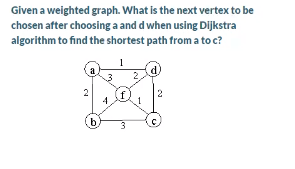 Given a weighted graph. What is the next vertex to be
chosen after choosing a and d when using Dijkstra
algorithm to find the shortest path from a to c?
1
a
d
3
2
2
f
2
4
1
b
c
3